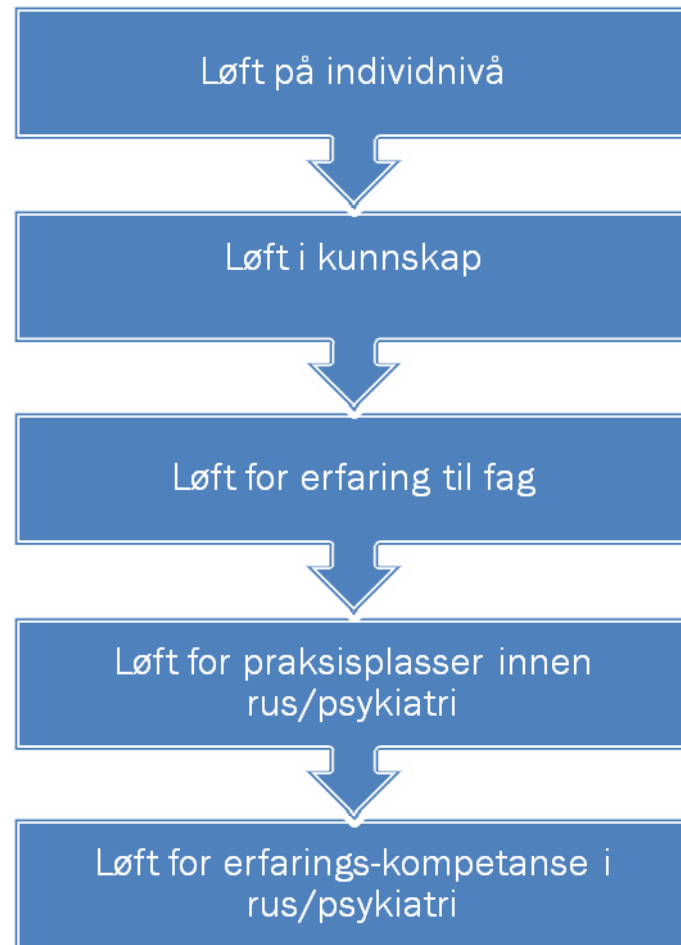 Løft på individnivå
Løft i kunnskap
Løft for erfaring til fag
Løft for praksisplasser innen
rus/psykiatri
Løft for erfarings-kompetanse i
rus/psykiatri